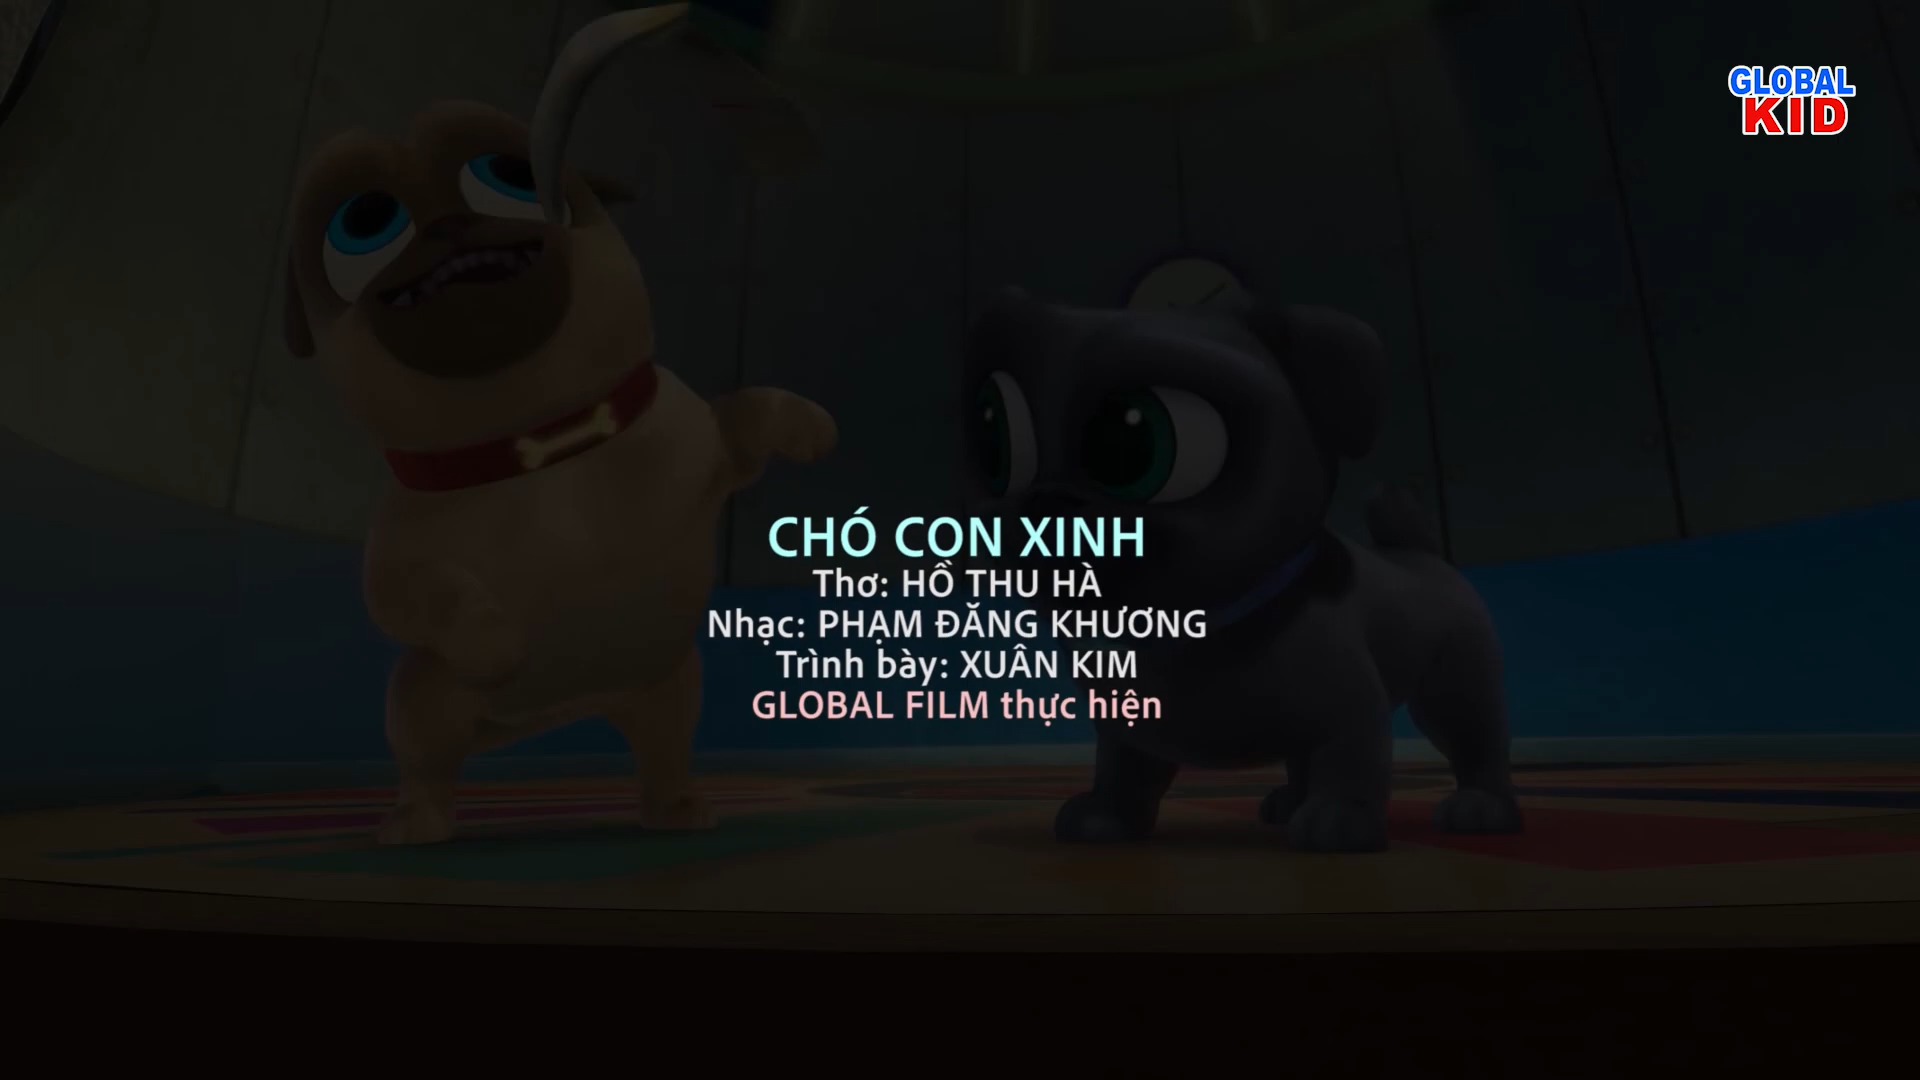 GLOBAL
KID
CHÓ CON XINH
Thơ: HỒ THU HÀ
Nhạc: PHẠM ĐĂNG KHƯƠNG
Trình bày: XUÂN KIM
GLOBAL FILM thực hiện